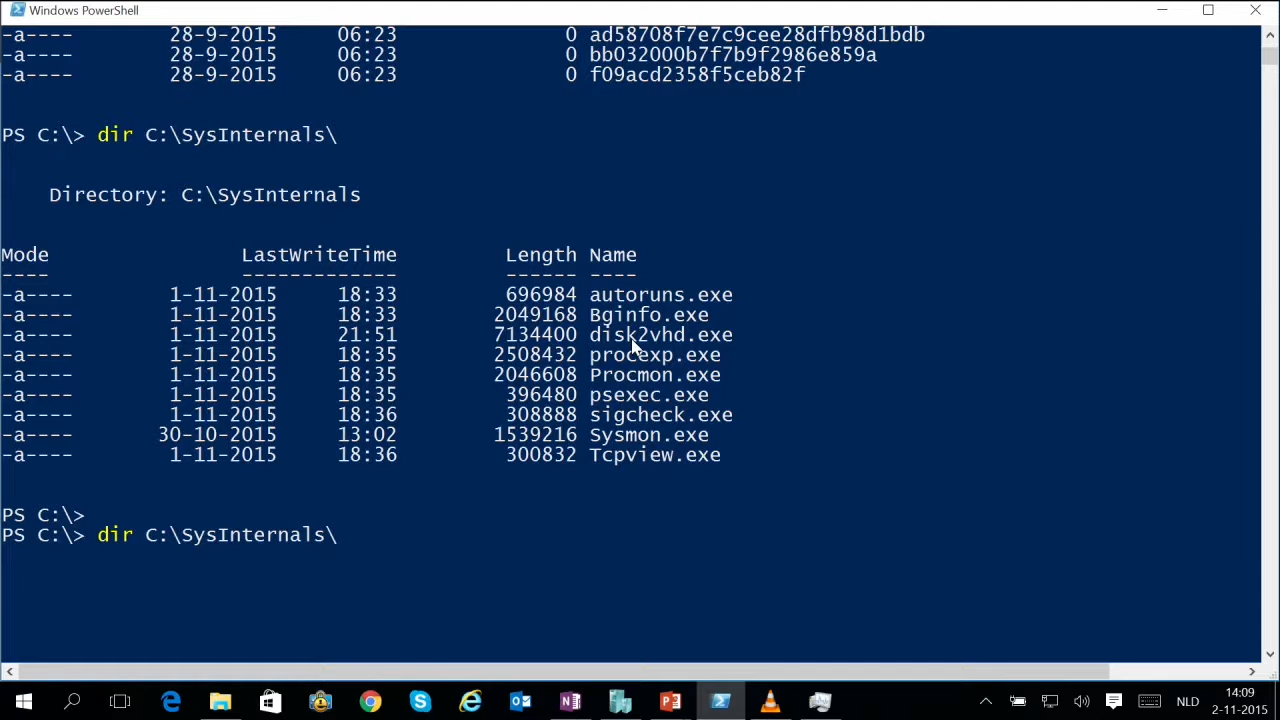 Windows PowerShell
-a---- 28-9-2015 06:23 0 ad58708f7e7c9cee28dfb98d1bdb
-a---- 28-9-2015 06:23 0 bb032000b7f7b9f2986e859a
-a---- 28-9-2015 06:23 0 f09acd2358f5ceb82f
PS C:\> dir C:\SysInternals\
Directory: C:\SysInternals
Mode LastWriteTime Length Name
---- ------------- ------ ----
-a---- 1-11-2015 18:33 696984 autoruns.exe
-a---- 1-11-2015 18:33 2049168 Bginfo.exe
-a---- 1-11-2015 21:51 7134400 disk2vhd.exe
-a---- 1-11-2015 18:35 2508432 procexp.exe
-a---- 1-11-2015 18:35 2046608 Procmon.exe
-a---- 1-11-2015 18:35 396480 psexec.exe
-a---- 1-11-2015 18:36 308888 sigcheck.exe
-a---- 30-10-2015 13:02 1539216 Sysmon.exe
-a---- 1-11-2015 18:36 300832 Tcpview.exe
PS C:\>
PS C:\> dir C:\SysInternals\
NLD
14:09
2-11-2015